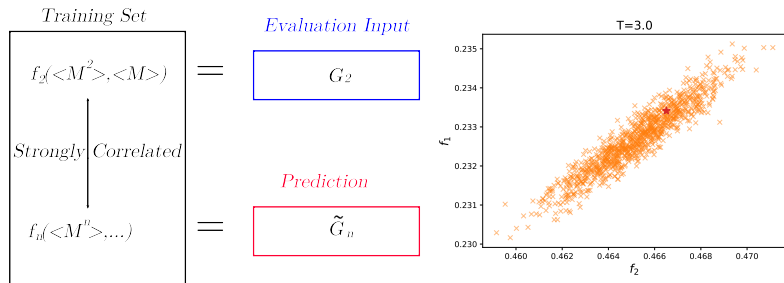 Training Set
f₂(<M²>,<M>)
Strongly Correlated
fₙ(<Mⁿ>,...)
=
=
Evaluation Input
G₂
Prediction
G̃ₙ
T=3.0
f₁
0.235
0.234
0.233
0.232
0.231
0.230
0.460
0.462
0.464
0.466
0.468
0.470
f₂